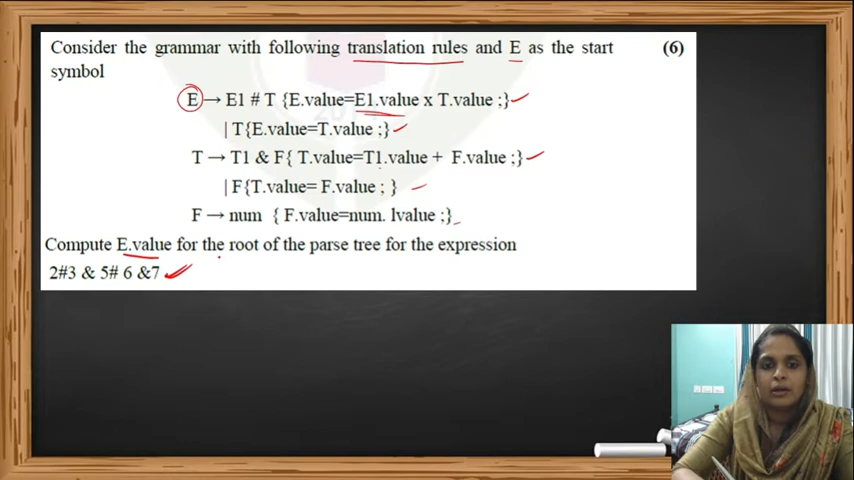 Consider the grammar with following translation rules and E as the start (6)
symbol
E → E1 # T {E.value=E1.value x T.value ;}
| T{E.value=T.value ;}
T → T1 & F{ T.value=T1.value + F.value ;}
| F{T.value= F.value ; }
F → num { F.value=num. lvalue ;}
Compute E.value for the root of the parse tree for the expression
2#3 & 5# 6 &7